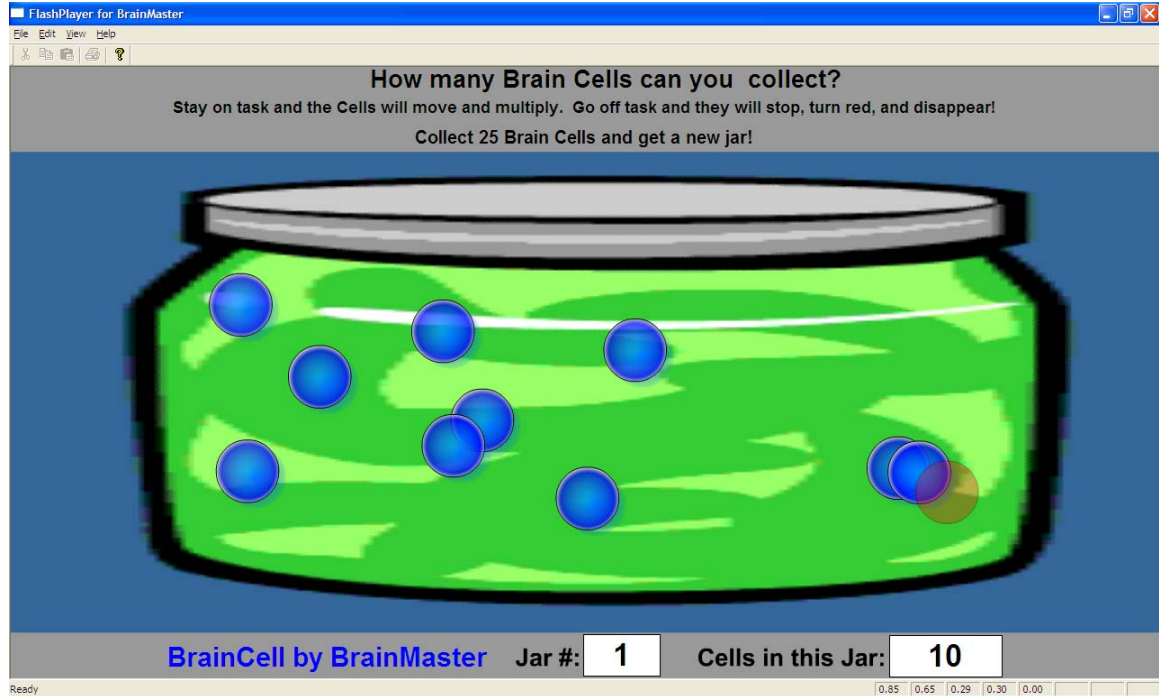 FlashPlayer for BrainMaster
File Edit View Help
How many Brain Cells can you collect?
Stay on task and the Cells will move and multiply. Go off task and they will stop, turn red, and disappear!
Collect 25 Brain Cells and get a new jar!
BrainCell by BrainMaster Jar #: 1 Cells in this Jar: 10
Ready 0.85 0.65 0.29 0.30 0.00